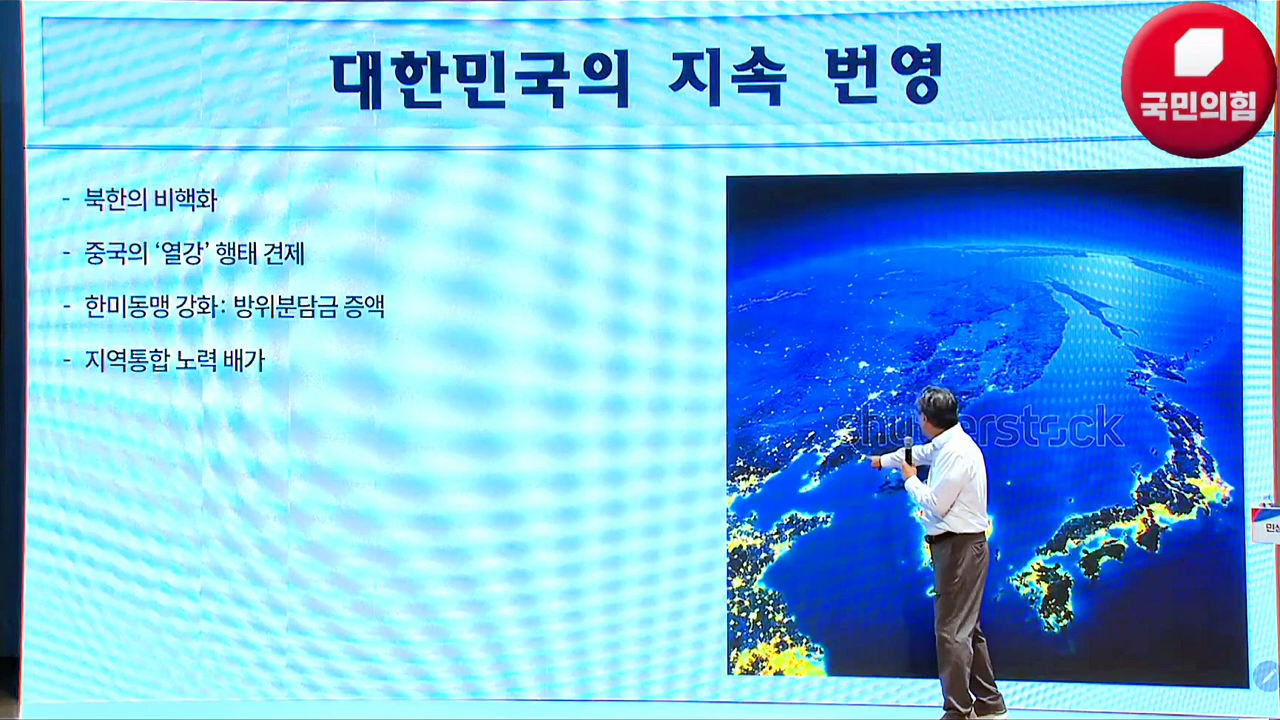 대한민국의 지속 번영
국민의힘
- 북한의 비핵화
- 중국의 ‘열강’ 행태 견제
- 한미동맹 강화: 방위분담금 증액
- 지역통합 노력 배가
shutterstock